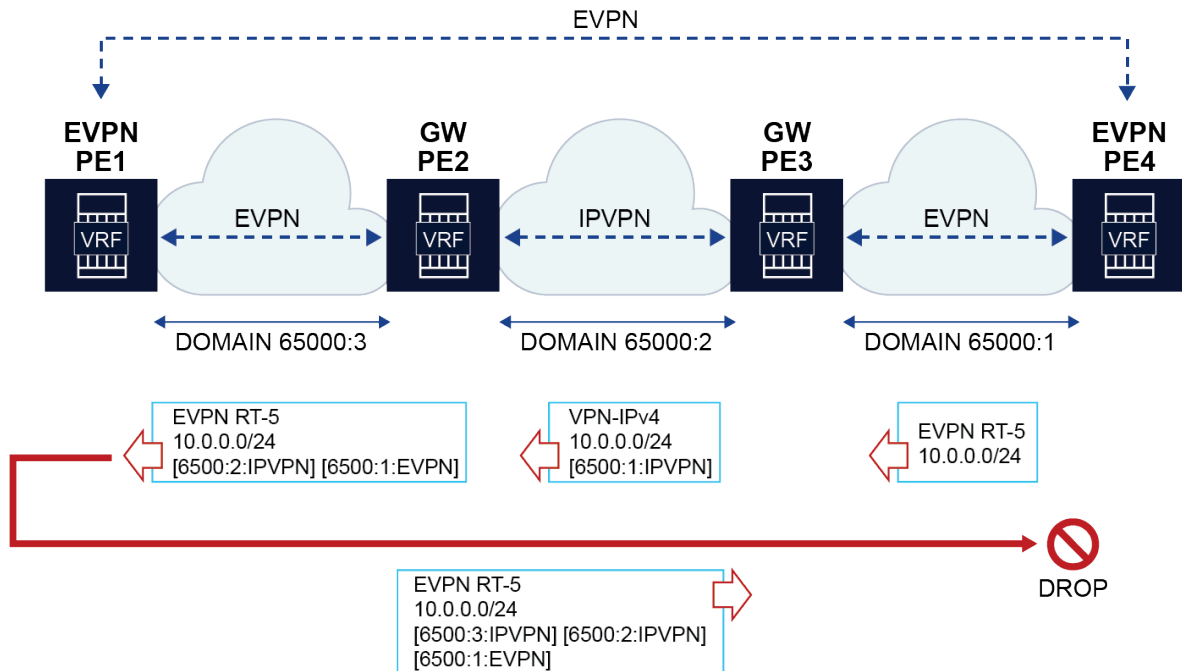 EVPN
EVPN
PE1
GW
PE2
GW
PE3
EVPN
PE4
VRF
EVPN
VRF
IPVPN
VRF
EVPN
VRF
DOMAIN 65000:3
DOMAIN 65000:2
DOMAIN 65000:1
EVPN RT-5
10.0.0.0/24
[6500:2:IPVPN] [6500:1:EVPN]
VPN-IPv4
10.0.0.0/24
[6500:1:IPVPN]
EVPN RT-5
10.0.0.0/24
DROP
EVPN RT-5
10.0.0.0/24
[6500:3:IPVPN] [6500:2:IPVPN]
[6500:1:EVPN]